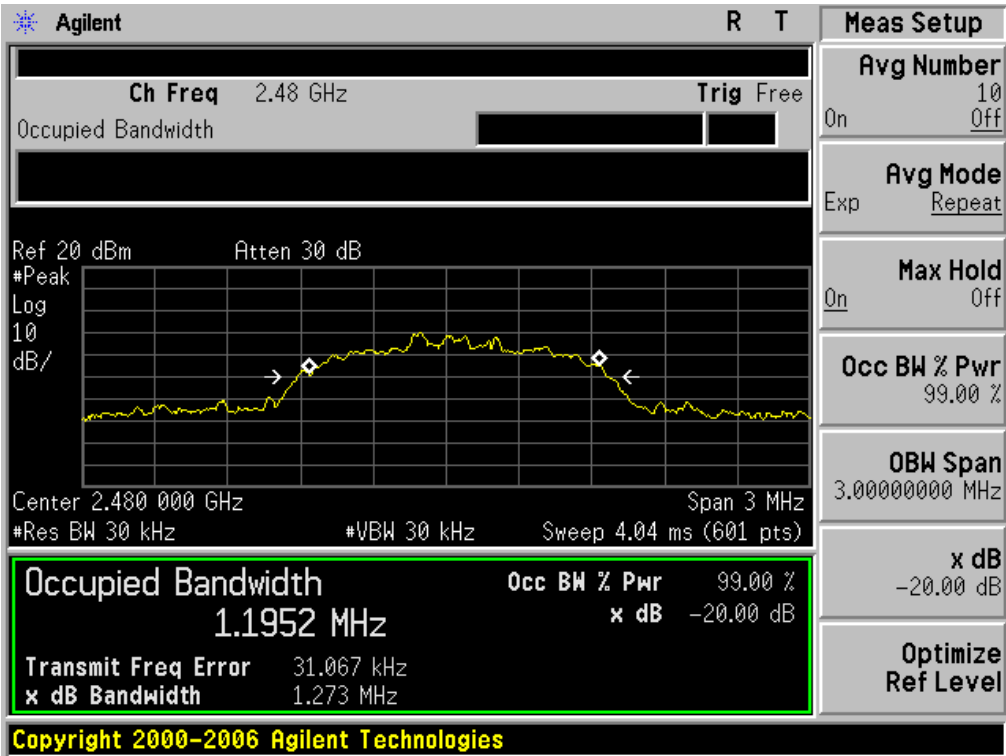 Agilent R T
Ch Freq 2.48 GHz Trig Free
Occupied Bandwidth
Ref 20 dBm Atten 30 dB
#Peak
Log
10
dB/
Center 2.480 000 GHz Span 3 MHz
#Res BW 30 kHz #VBW 30 kHz Sweep 4.04 ms (601 pts)
Occupied Bandwidth Occ BW % Pwr 99.00 %
1.1952 MHz x dB -20.00 dB
Transmit Freq Error 31.067 kHz
x dB Bandwidth 1.273 MHz
Copyright 2000-2006 Agilent Technologies
Meas Setup
Avg Number
10
On Off
Avg Mode
Exp Repeat
Max Hold
On Off
Occ BW % Pwr
99.00 %
OBW Span
3.00000000 MHz
x dB
-20.00 dB
Optimize
Ref Level